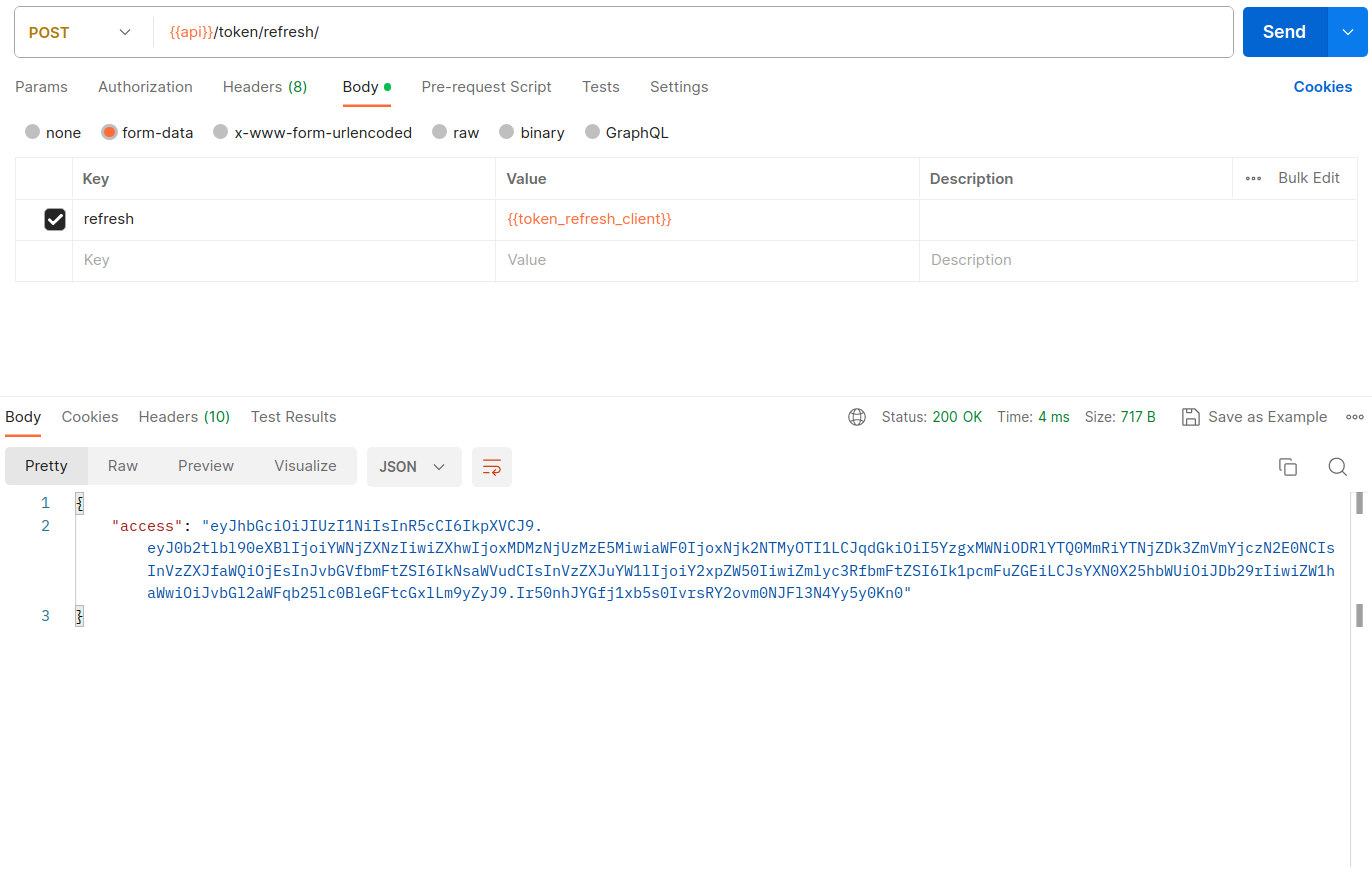 POST {{api}}/token/refresh/ Send
Params Authorization Headers (8) Body Pre-request Script Tests Settings Cookies
none form-data x-www-form-urlencoded raw binary GraphQL
Key Value Description Bulk Edit
refresh {{token_refresh_client}}
Key Value Description
Body Cookies Headers (10) Test Results Status: 200 OK Time: 4 ms Size: 717 B Save as Example
Pretty Raw Preview Visualize JSON
1 {
2 "access": "eyJhbGciOiJIUzI1NiIsInR5cCI6IkpXVCJ9.
eyJ0b2tlbl90eXBlIjoiYWNjZXNzIiwiZXhwIjoxMDMzNjUzMzE5MiwiaWF0IjoxNjk2NTMyOTI1LCJqdGkiOiI5YzgxMWNiODRlYTQ0MmRiYTNjZDk3ZmVmYjczN2E0NCIs
InVzZXJfaWQiOjEsInJvbGVfbmFtZSI6IkNsaWVudCIsInVzZXJuYW1lIjoiY2xpZW50IiwiZmlyc3RfbmFtZSI6Ik1pcmFuZGEiLCJsYXN0X25hbWUiOiJDb29rIiwiZW1h
aWwiOiJvbGl2aWFqb25lc0BleGFtcGxlLm9yZyJ9.Ir50nhJYGfj1xb5s0IvrsRY2ovm0NJFl3N4Yy5y0Kn0"
3 }